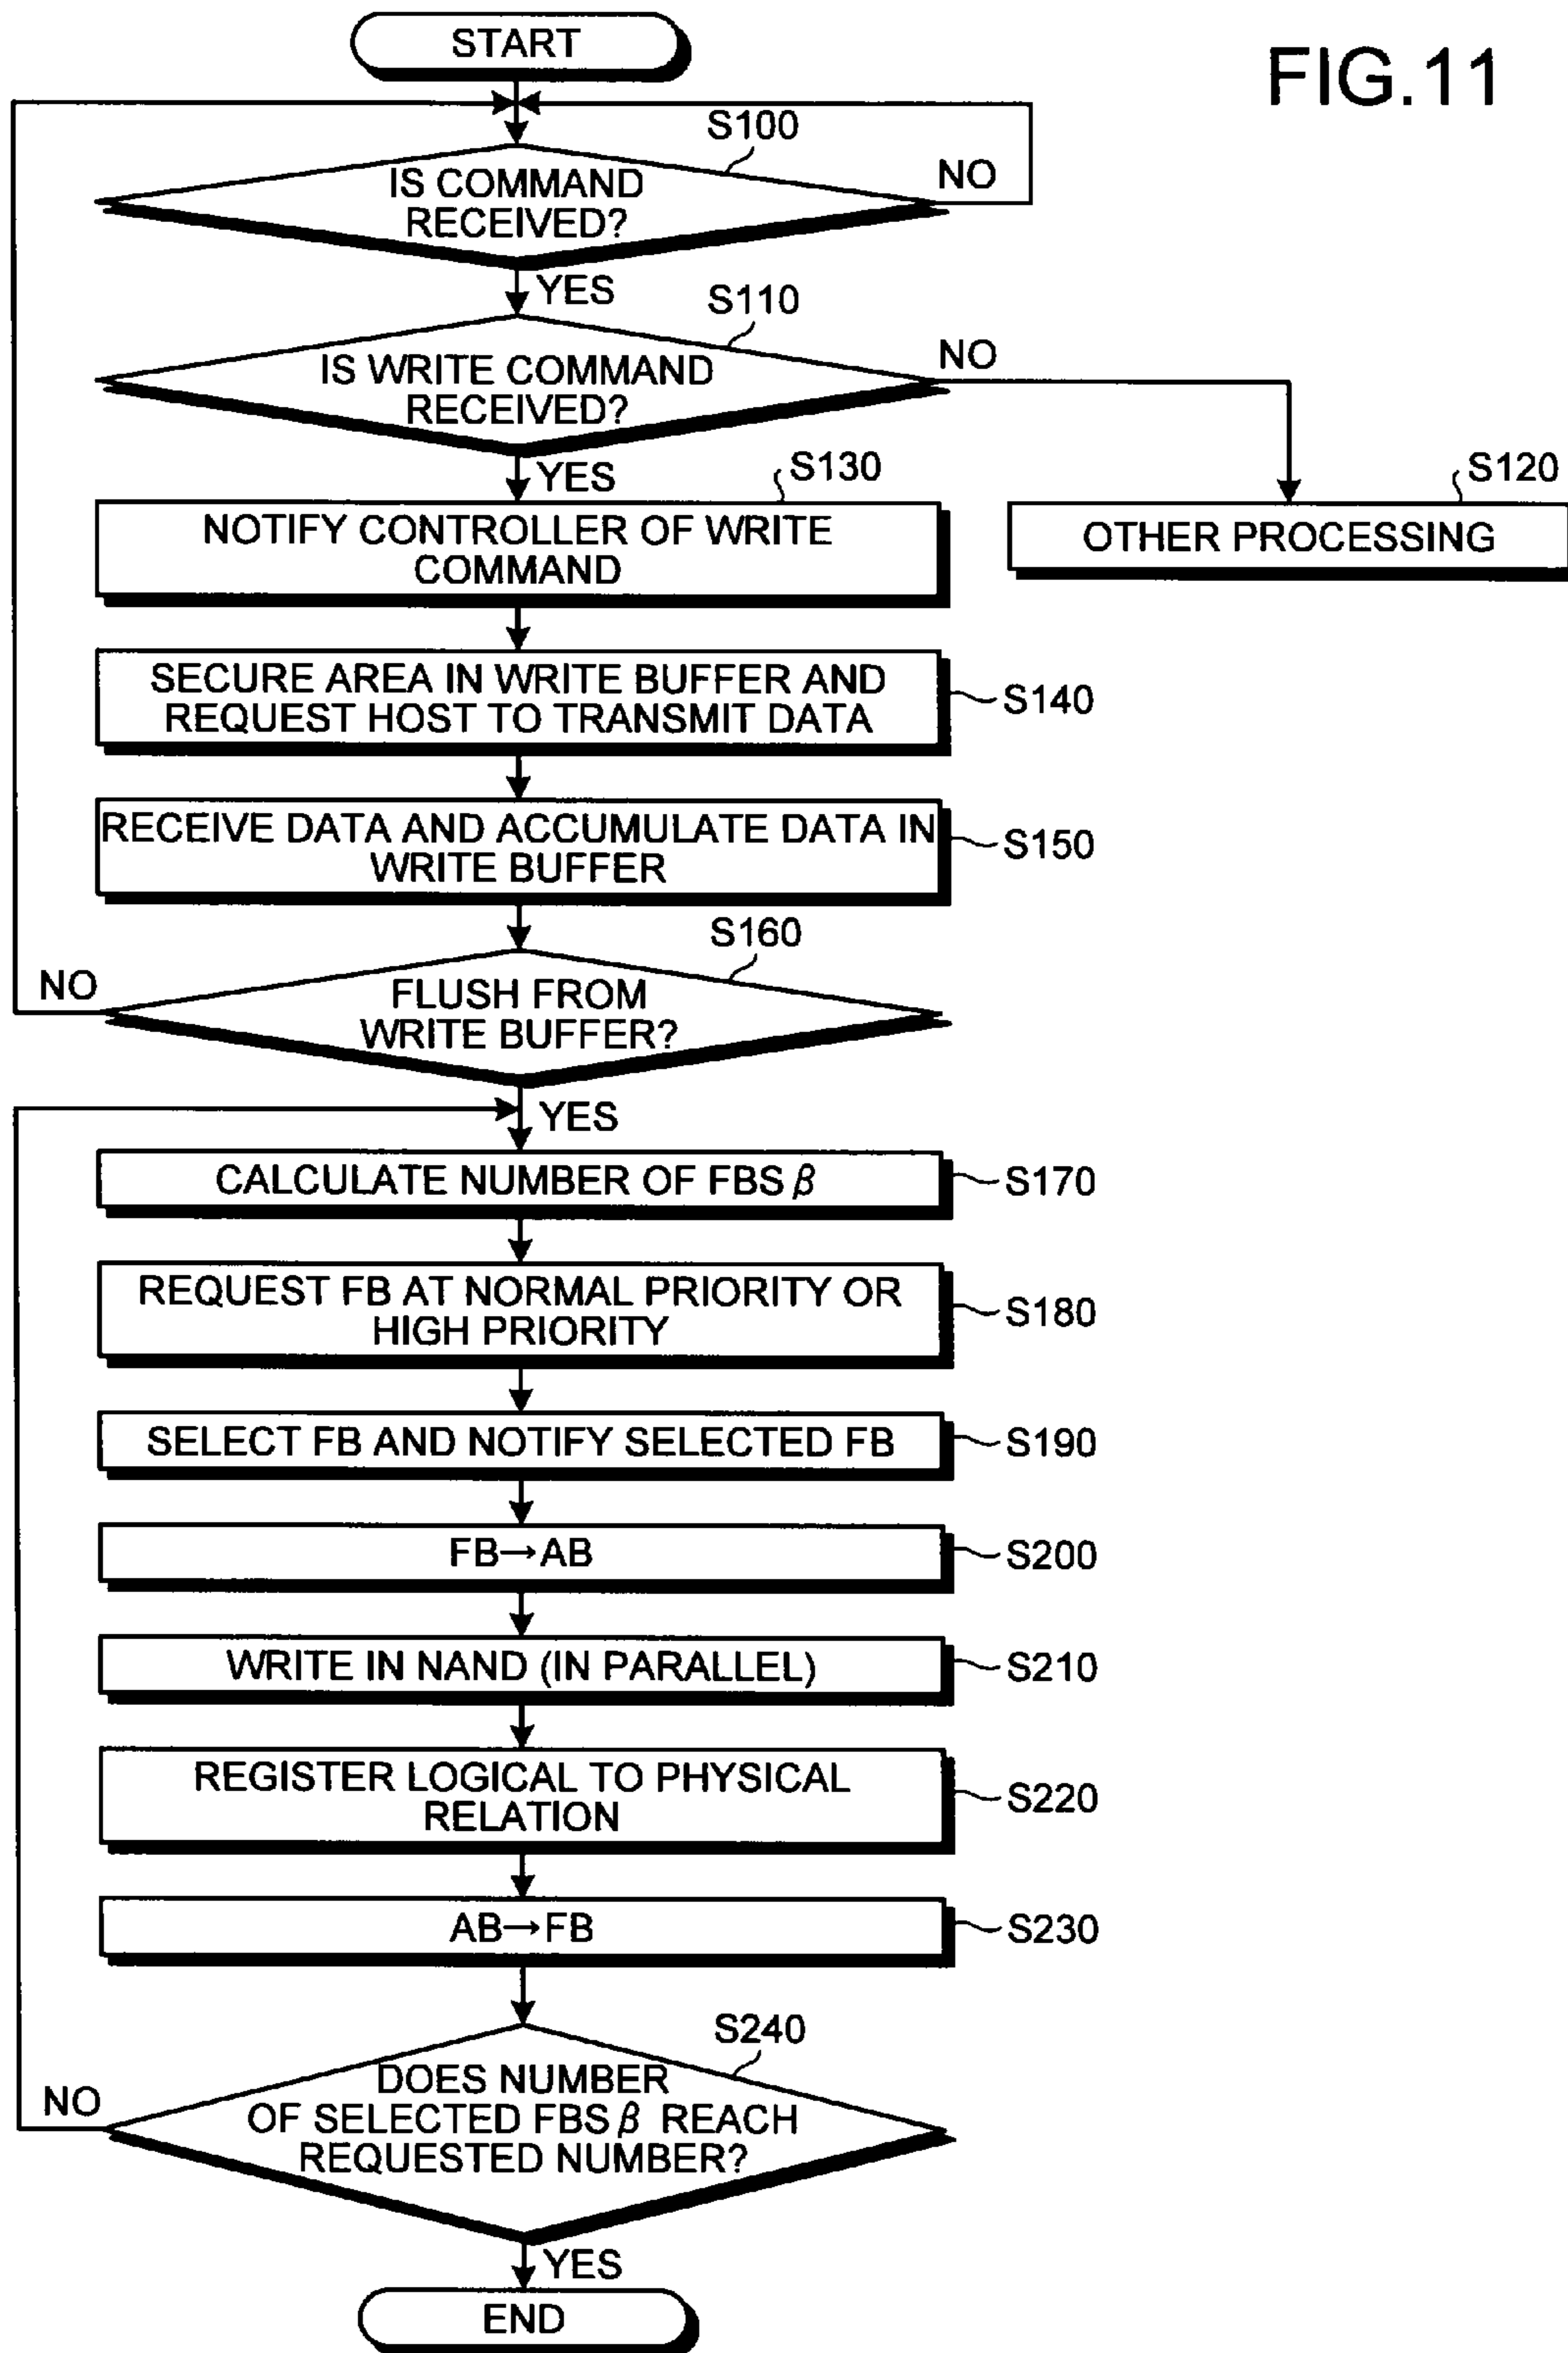 START
FIG.11
S100
IS COMMAND
RECEIVED?
NO
YES
S110
IS WRITE COMMAND
RECEIVED?
NO
YES
S130
S120
NOTIFY CONTROLLER OF WRITE
COMMAND
OTHER PROCESSING
SECURE AREA IN WRITE BUFFER AND
REQUEST HOST TO TRANSMIT DATA
S140
RECEIVE DATA AND ACCUMULATE DATA IN
WRITE BUFFER
S150
S160
NO
FLUSH FROM
WRITE BUFFER?
YES
CALCULATE NUMBER OF FBS β
S170
REQUEST FB AT NORMAL PRIORITY OR
HIGH PRIORITY
S180
SELECT FB AND NOTIFY SELECTED FB
S190
FB→AB
S200
WRITE IN NAND (IN PARALLEL)
S210
REGISTER LOGICAL TO PHYSICAL
RELATION
S220
AB→FB
S230
S240
NO
DOES NUMBER
OF SELECTED FBS β REACH
REQUESTED NUMBER?
YES
END